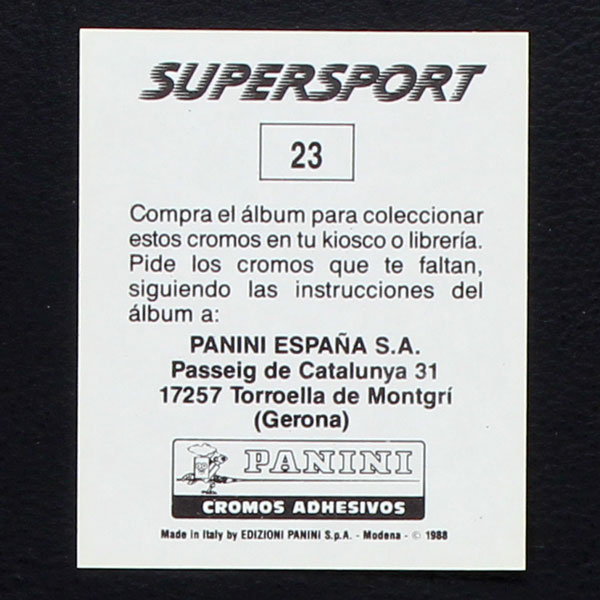 SUPERSPORT
23
Compra el álbum para coleccionar
estos cromos en tu kiosco o librería.
Pide los cromos que te faltan,
siguiendo las instrucciones del
álbum a:
PANINI ESPAÑA S.A.
Passeig de Catalunya 31
17257 Torroella de Montgrí
(Gerona)
PANINI
CROMOS ADHESIVOS
Made in Italy by EDIZIONI PANINI S.p.A. - Modena - © 1988